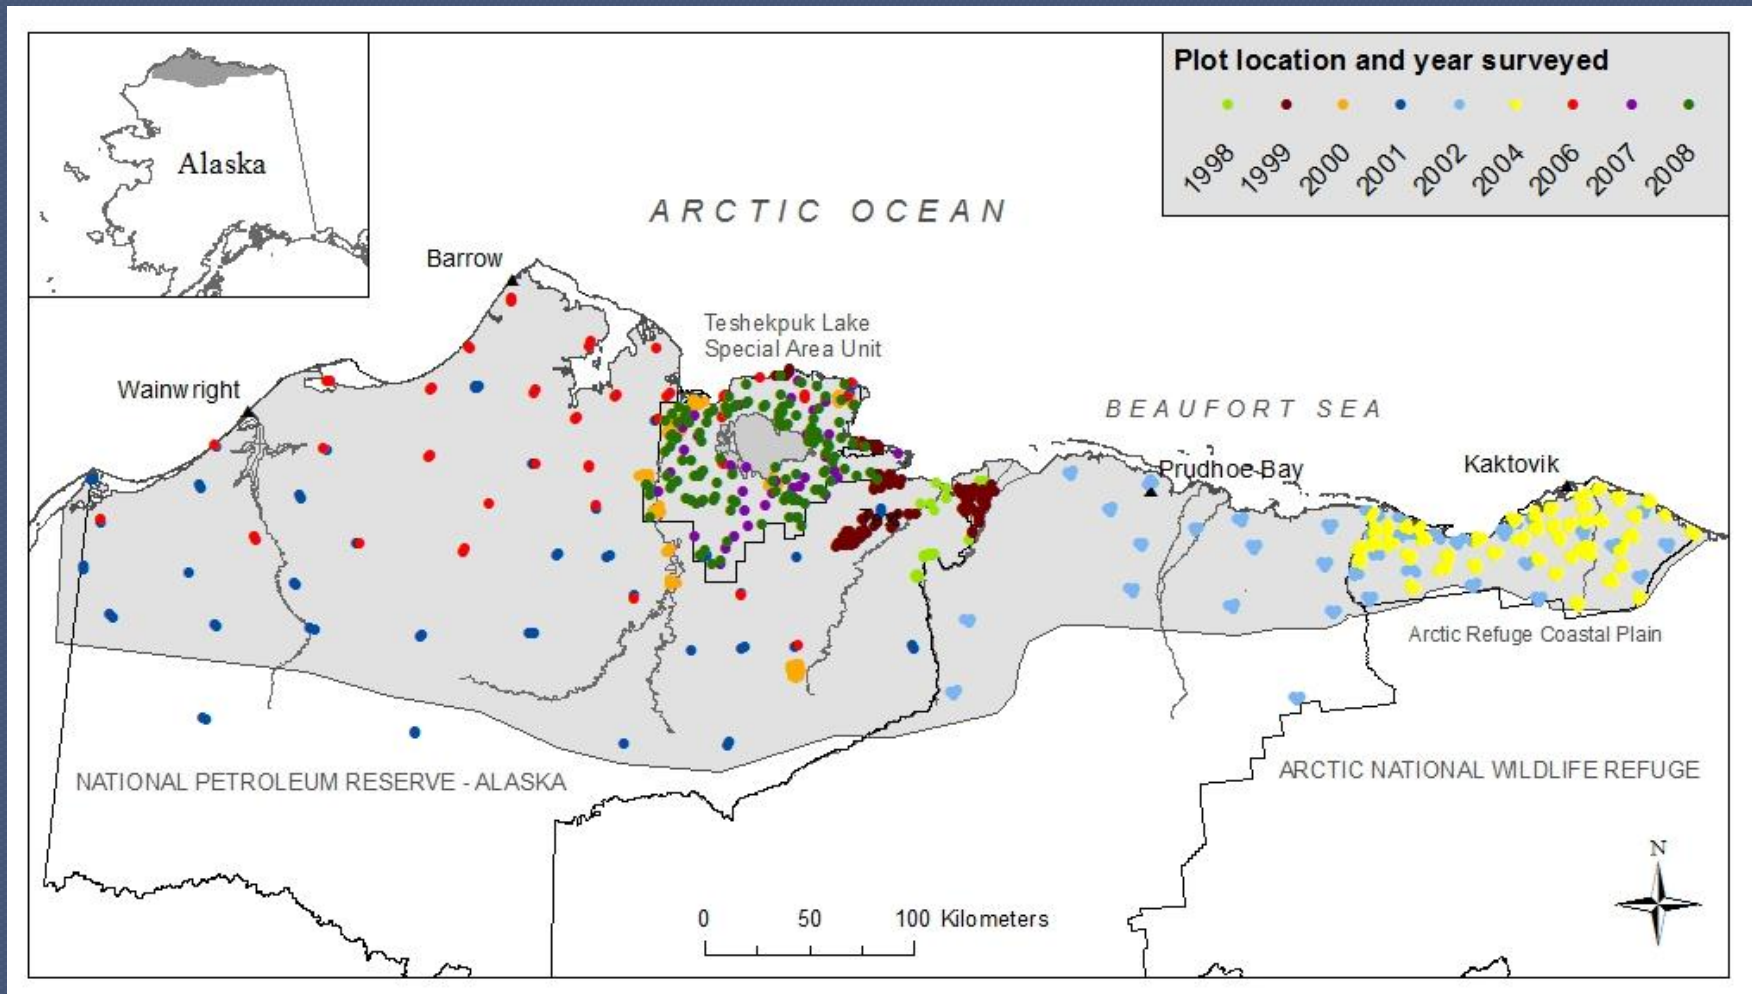 Plot location and year surveyed
1998 1999 2000 2001 2002 2004 2006 2007 2008
Alaska
ARCTIC OCEAN
Barrow
Teshekpuk Lake
Special Area Unit
Wainwright
BEAUFORT SEA
Prudhoe Bay
Kaktovik
Arctic Refuge Coastal Plain
NATIONAL PETROLEUM RESERVE - ALASKA
ARCTIC NATIONAL WILDLIFE REFUGE
N
0 50 100 Kilometers